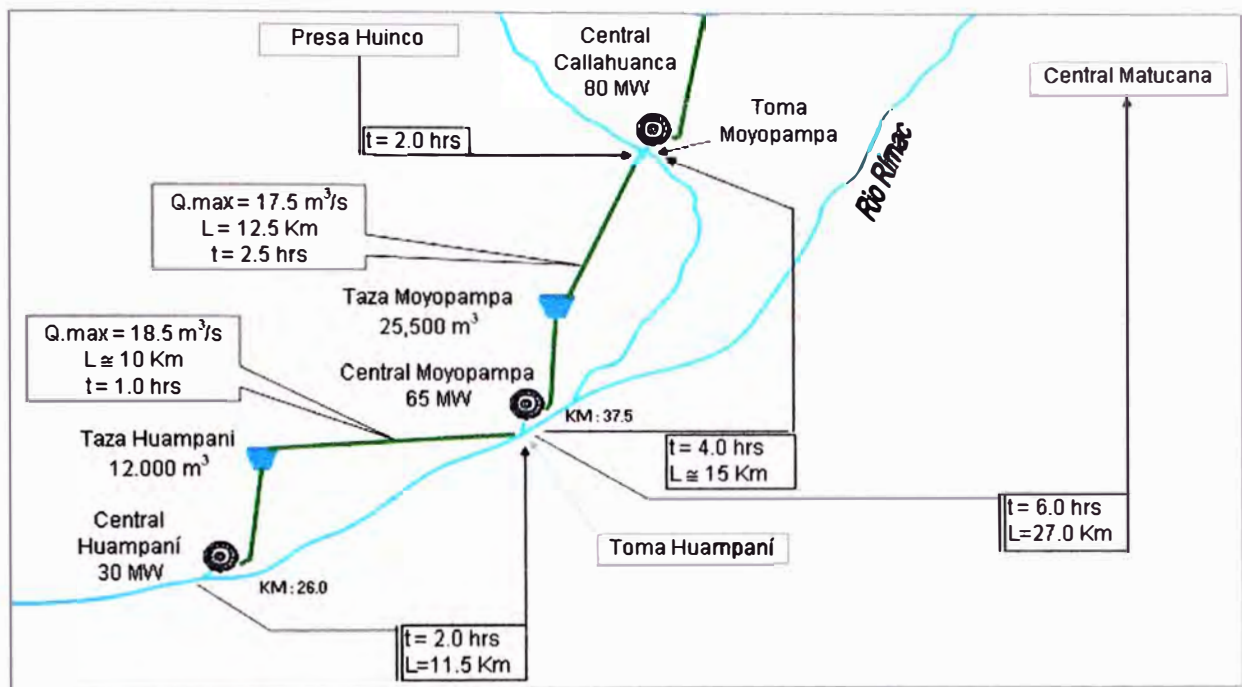 Presa Huinco
Central
Callahuanca
80 MW
Central Matucana
Toma
Moyopampa
t = 2.0 hrs
Rio Rímac
Q.max = 17.5 m³/s
L = 12.5 Km
t = 2.5 hrs
Taza Moyopampa
25,500 m³
Q.max = 18.5 m³/s
L ≅ 10 Km
t = 1.0 hrs
Central Moyopampa
65 MW
KM : 37.5
Taza Huampani
12.000 m³
t = 4.0 hrs
L ≅ 15 Km
t = 6.0 hrs
L=27.0 Km
Central
Huampaní
30 MW
Toma Huampaní
KM : 26.0
t = 2.0 hrs
L=11.5 Km